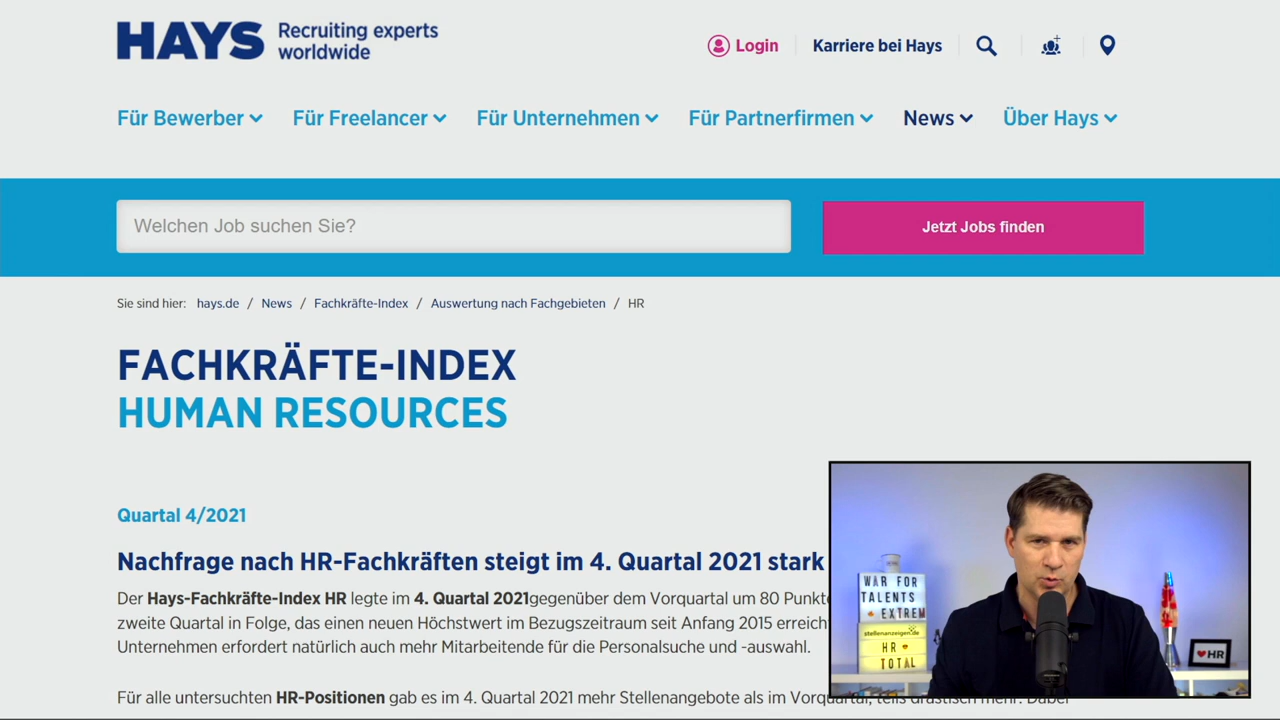 HAYS Recruiting experts
worldwide
Login Karriere bei Hays
Für Bewerber Für Freelancer Für Unternehmen Für Partnerfirmen News Über Hays
Welchen Job suchen Sie? Jetzt Jobs finden
Sie sind hier: hays.de / News / Fachkräfte-Index / Auswertung nach Fachgebieten / HR
FACHKRÄFTE-INDEX
HUMAN RESOURCES
Quartal 4/2021
Nachfrage nach HR-Fachkräften steigt im 4. Quartal 2021 stark
Der Hays-Fachkräfte-Index HR legte im 4. Quartal 2021gegenüber dem Vorquartal um 80 Punkte
zweite Quartal in Folge, das einen neuen Höchstwert im Bezugszeitraum seit Anfang 2015
Unternehmen erfordert natürlich auch mehr Mitarbeitende für die Personalsuche und -auswahl.
Für alle untersuchten HR-Positionen gab es im 4. Quartal 2021 mehr Stellenangebote als im Vorquartal, teils drastisch mehr. Dabei
WAR FOR
TALENTS
EXTREM
stellenanzeigen.de
HR
TOTAL
HR